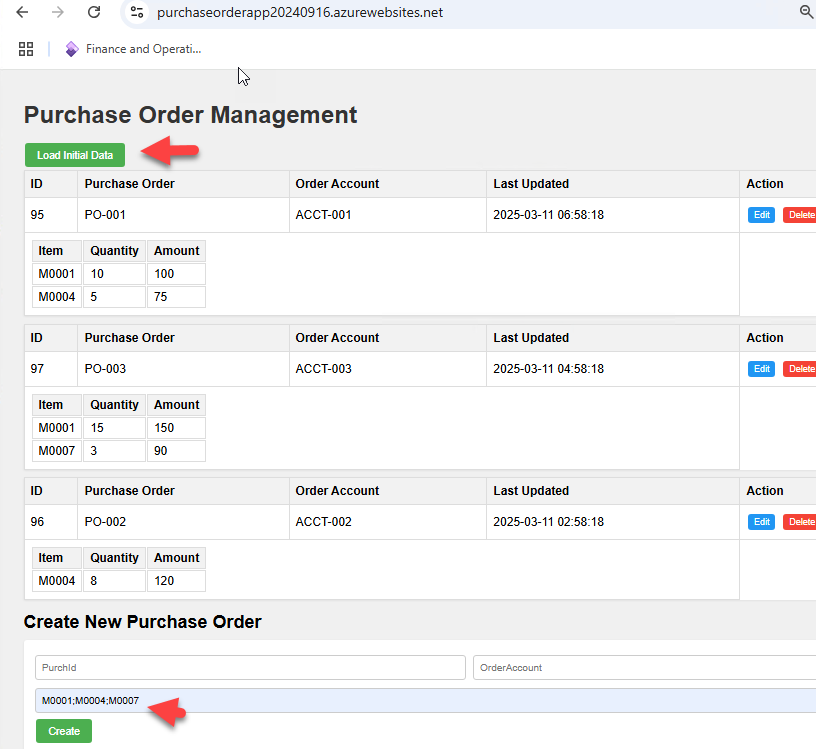 purchaseorderapp20240916.azurewebsites.net
Finance and Operati...
Purchase Order Management
Load Initial Data
ID Purchase Order Order Account Last Updated Action
95 PO-001 ACCT-001 2025-03-11 06:58:18 Edit Delete
Item Quantity Amount
M0001 10 100
M0004 5 75
ID Purchase Order Order Account Last Updated Action
97 PO-003 ACCT-003 2025-03-11 04:58:18 Edit Delete
Item Quantity Amount
M0001 15 150
M0007 3 90
ID Purchase Order Order Account Last Updated Action
96 PO-002 ACCT-002 2025-03-11 02:58:18 Edit Delete
Item Quantity Amount
M0004 8 120
Create New Purchase Order
PurchId OrderAccount
M0001;M0004;M0007
Create